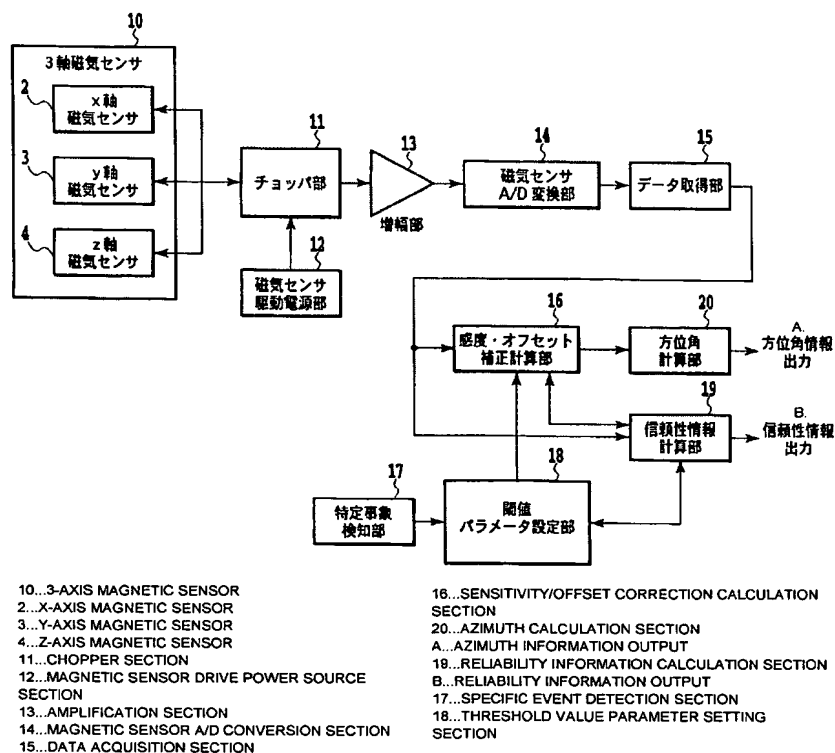 10
3軸磁気センサ
2
x軸
磁気センサ
3
y軸
磁気センサ
4
z軸
磁気センサ
11
チョッパ部
12
磁気センサ
駆動電源部
13
増幅部
14
磁気センサ
A/D変換部
15
データ取得部
16
感度・オフセット
補正計算部
20
方位角
計算部
A.
方位角情報
出力
19
信頼性情報
計算部
B.
信頼性情報
出力
17
特定事象
検知部
18
閾値
パラメータ設定部
10...3-AXIS MAGNETIC SENSOR
2...X-AXIS MAGNETIC SENSOR
3...Y-AXIS MAGNETIC SENSOR
4...Z-AXIS MAGNETIC SENSOR
11...CHOPPER SECTION
12...MAGNETIC SENSOR DRIVE POWER SOURCE
SECTION
13...AMPLIFICATION SECTION
14...MAGNETIC SENSOR A/D CONVERSION SECTION
15...DATA ACQUISITION SECTION
16...SENSITIVITY/OFFSET CORRECTION CALCULATION
SECTION
20...AZIMUTH CALCULATION SECTION
A...AZIMUTH INFORMATION OUTPUT
19...RELIABILITY INFORMATION CALCULATION SECTION
B...RELIABILITY INFORMATION OUTPUT
17...SPECIFIC EVENT DETECTION SECTION
18...THRESHOLD VALUE PARAMETER SETTING
SECTION